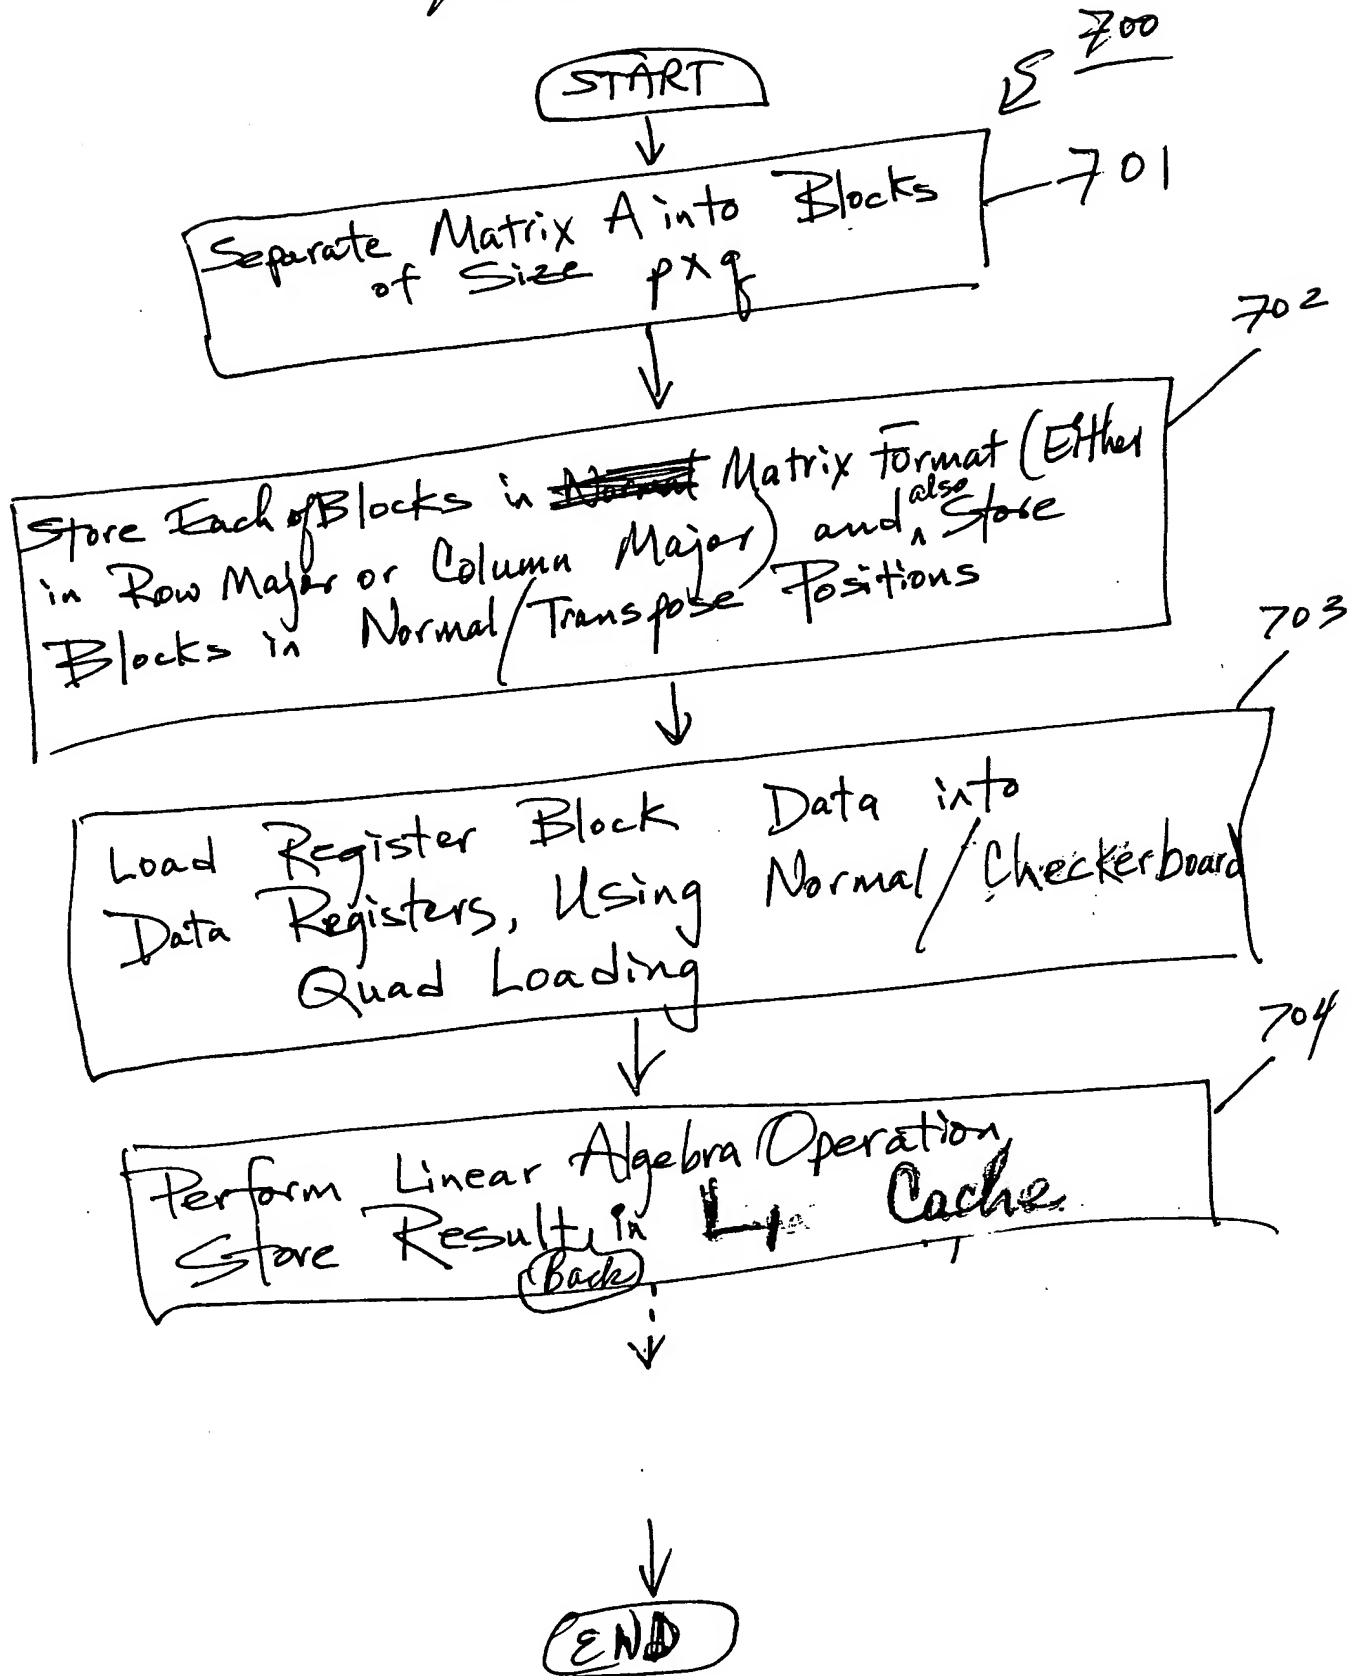 700
START
701
Separate Matrix A into Blocks
of Size p x q
702
Store Each of Blocks in Matrix Format (Either
in Row Major or Column Major) and also Store
Blocks in Normal/Transpose Positions
703
Load Register Block Data into
Data Registers, Using Normal/Checkerboard
Quad Loading
704
Perform Linear Algebra Operation,
Store Result Back in L1 Cache
END